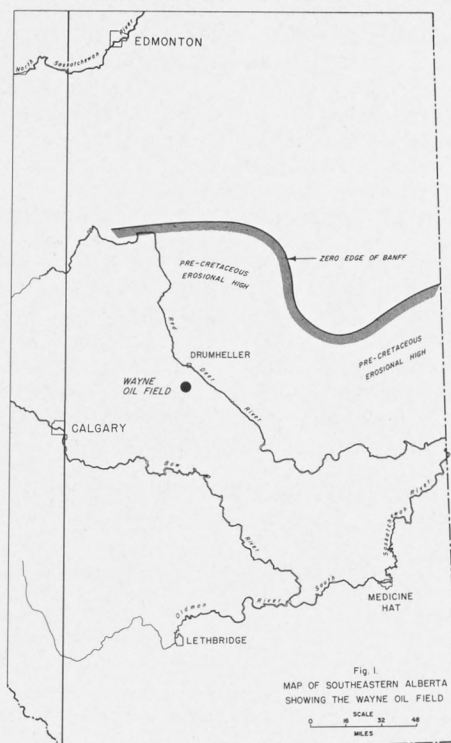 EDMONTON
North Saskatchewan River
ZERO EDGE OF BANFF
PRE-CRETACEOUS
EROSIONAL HIGH
PRE-CRETACEOUS
EROSIONAL HIGH
Red Deer River
DRUMHELLER
WAYNE
OIL FIELD
CALGARY
Bow River
South Saskatchewan River
MEDICINE
HAT
Oldman River
LETHBRIDGE
Fig. 1.
MAP OF SOUTHEASTERN ALBERTA
SHOWING THE WAYNE OIL FIELD
SCALE
0 16 32 48
MILES